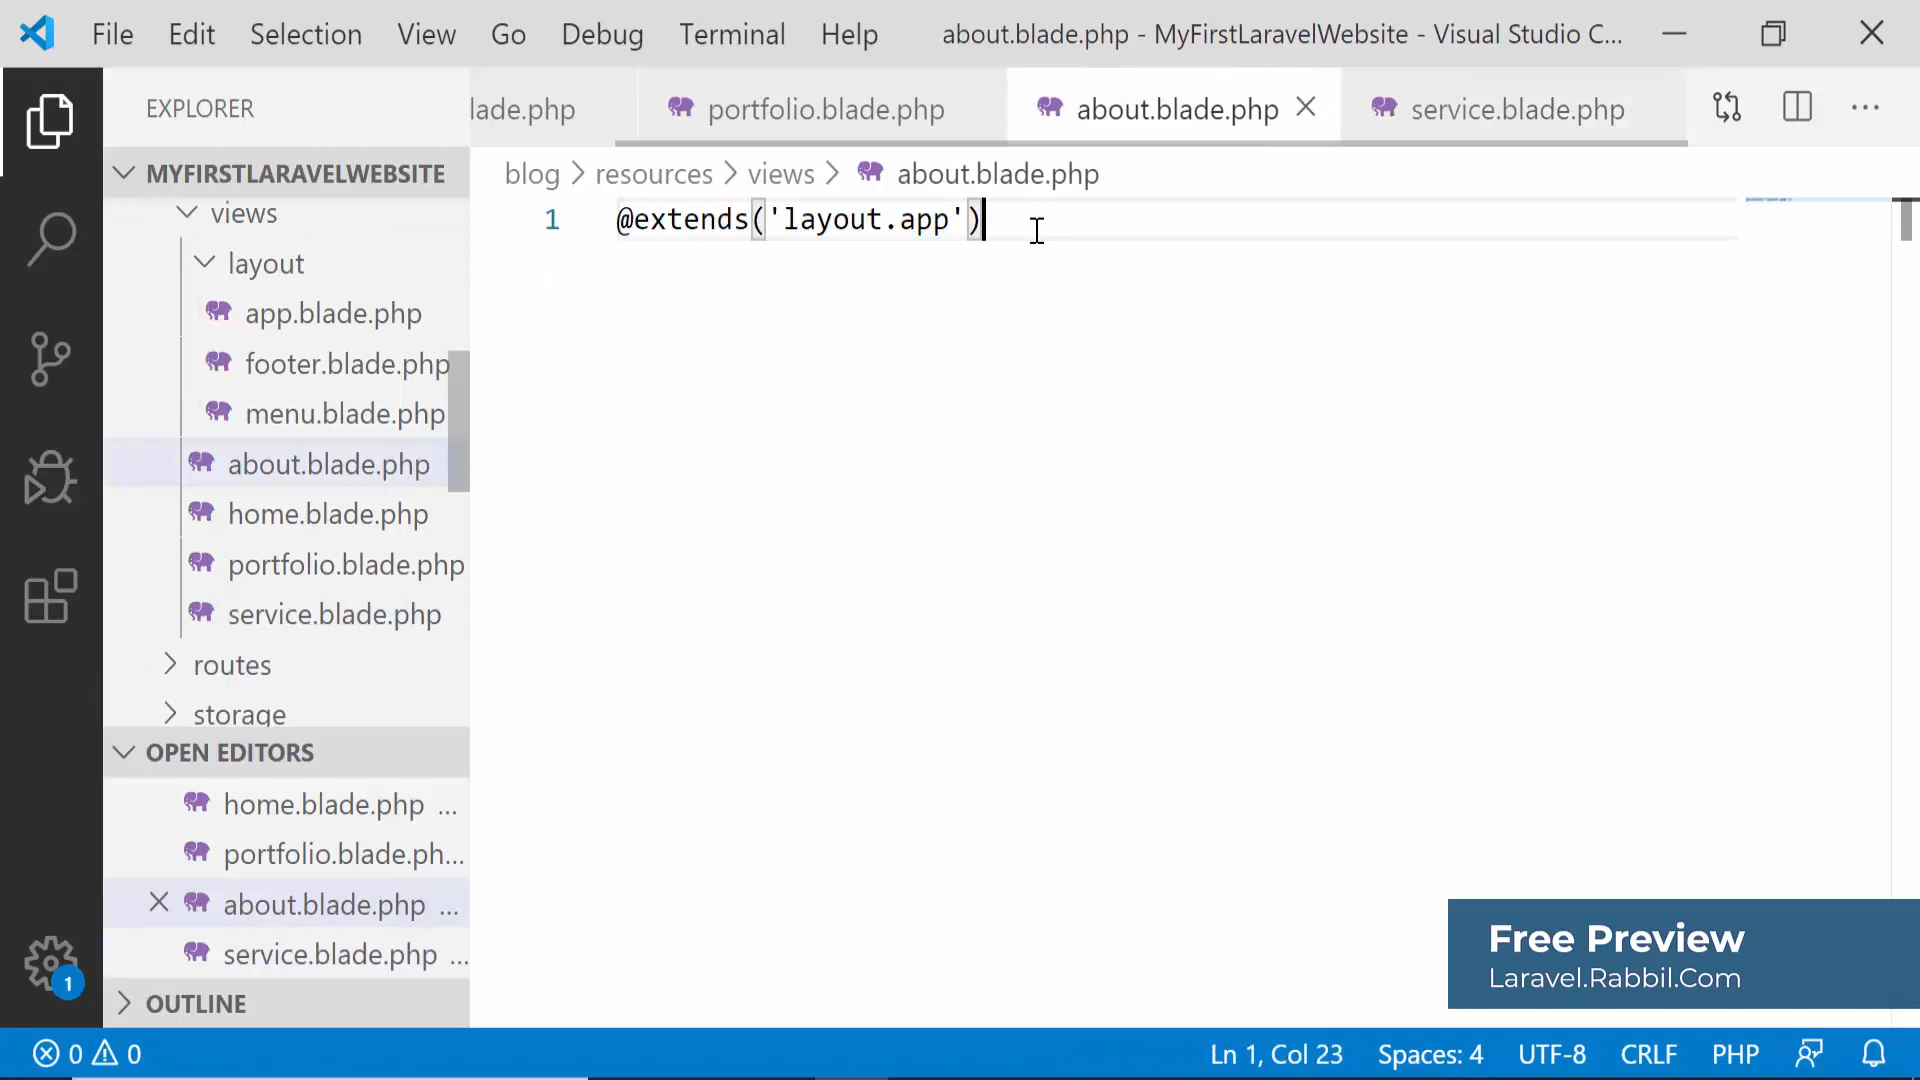 File Edit Selection View Go Debug Terminal Help about.blade.php - MyFirstLaravelWebsite - Visual Studio C...
EXPLORER
lade.php portfolio.blade.php about.blade.php service.blade.php ...
MYFIRSTLARAVELWEBSITE
blog > resources > views > about.blade.php
views
1 @extends('layout.app')
layout
app.blade.php
footer.blade.php
menu.blade.php
about.blade.php
home.blade.php
portfolio.blade.php
service.blade.php
routes
storage
OPEN EDITORS
home.blade.php ...
portfolio.blade.ph...
about.blade.php ...
service.blade.php ...
OUTLINE
1
Free Preview
Laravel.Rabbil.Com
0 0 Ln 1, Col 23 Spaces: 4 UTF-8 CRLF PHP